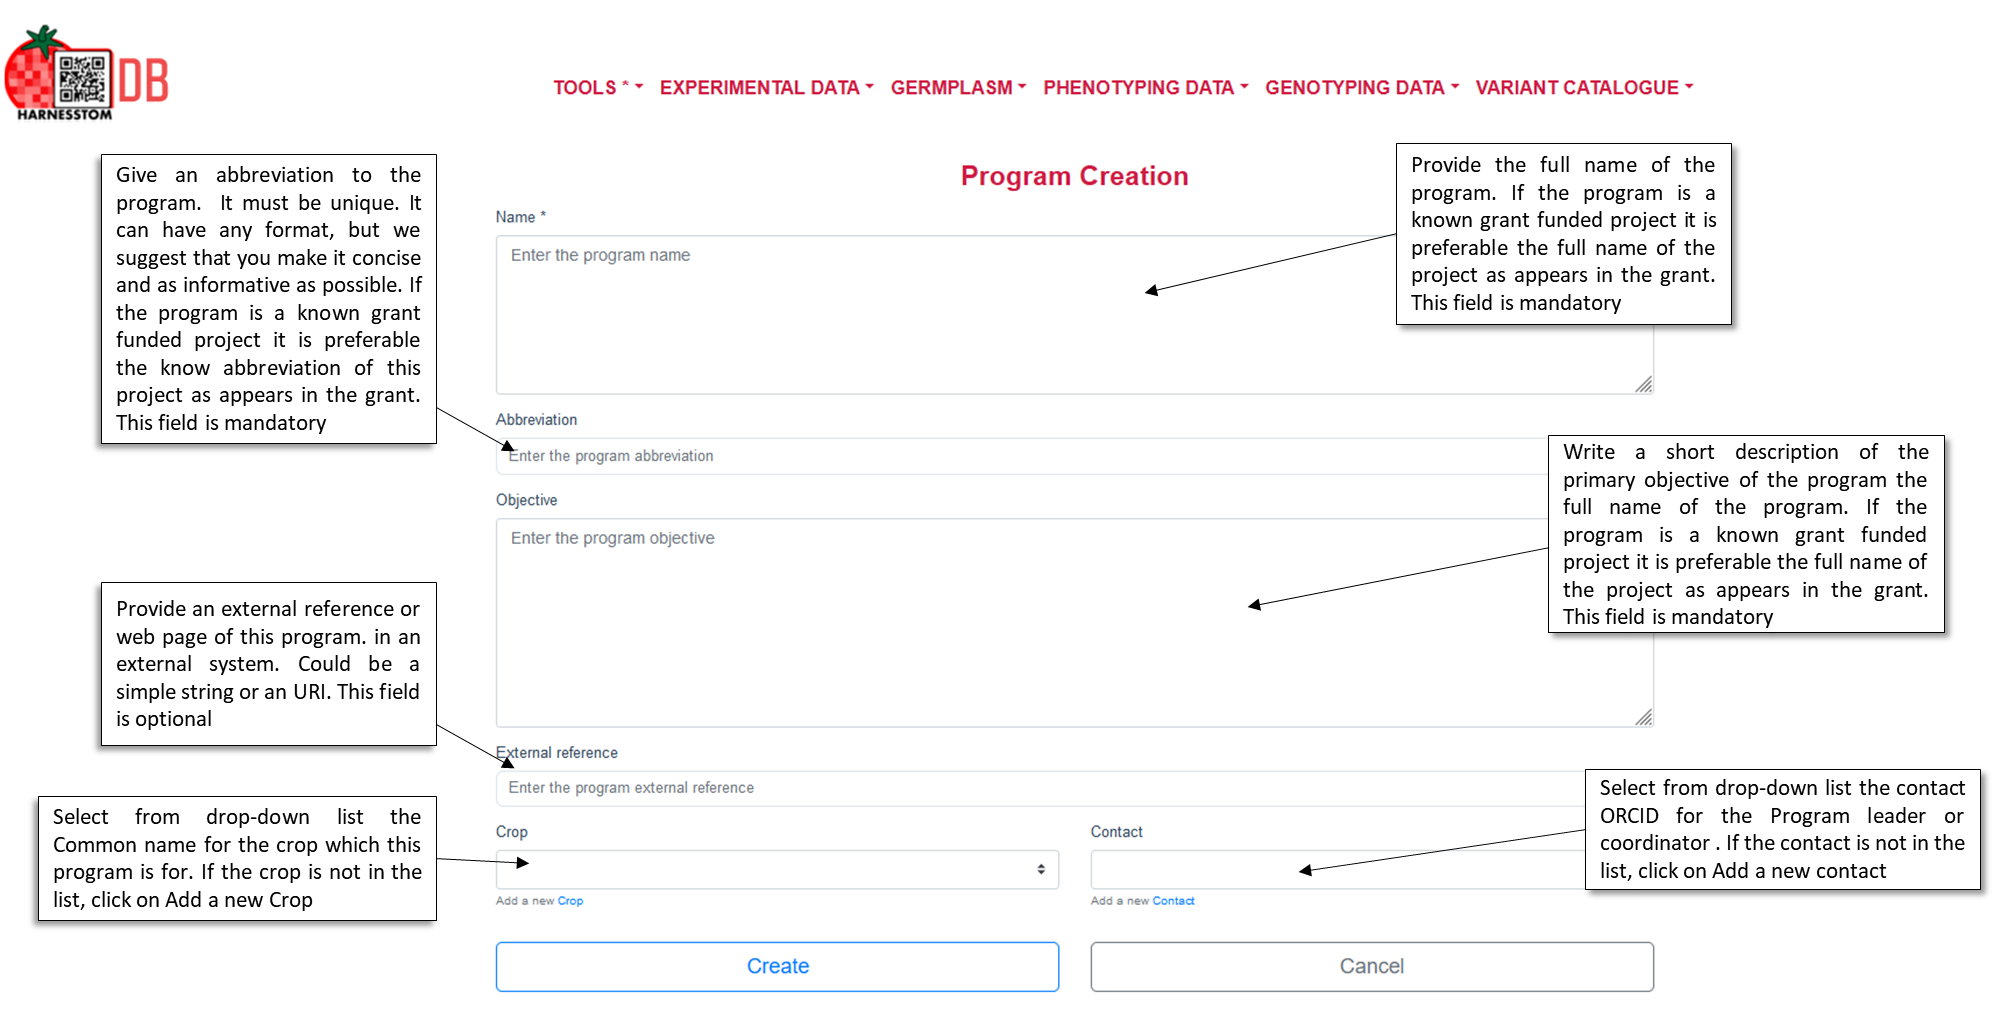 DB
HARNESSTOM
TOOLS * EXPERIMENTAL DATA GERMPLASM PHENOTYPING DATA GENOTYPING DATA VARIANT CATALOGUE
Program Creation
Give an abbreviation to the
program. It must be unique. It
can have any format, but we
suggest that you make it concise
and as informative as possible. If
the program is a known grant
funded project it is preferable
the know abbreviation of this
project as appears in the grant.
This field is mandatory
Provide the full name of the
program. If the program is a
known grant funded project it is
preferable the full name of the
project as appears in the grant.
This field is mandatory
Name *
Enter the program name
Abbreviation
Enter the program abbreviation
Objective
Enter the program objective
Write a short description of the
primary objective of the program the
full name of the program. If the
program is a known grant funded
project it is preferable the full name of
the project as appears in the grant.
This field is mandatory
Provide an external reference or
web page of this program. in an
external system. Could be a
simple string or an URI. This field
is optional
External reference
Enter the program external reference
Select from drop-down list the
Common name for the crop which this
program is for. If the crop is not in the
list, click on Add a new Crop
Crop
Add a new Crop
Contact
Add a new Contact
Select from drop-down list the contact
ORCID for the Program leader or
coordinator . If the contact is not in the
list, click on Add a new contact
Create
Cancel